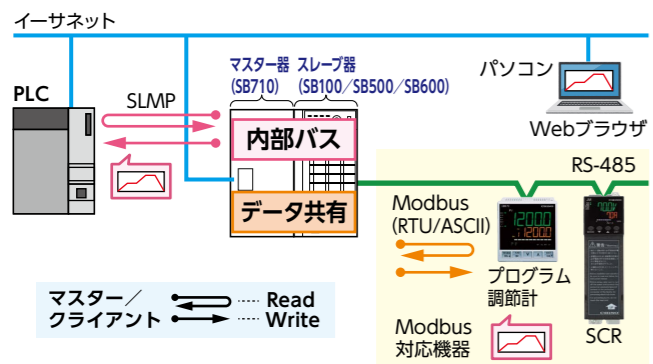 イーサネット
マスター器 スレーブ器
(SB710) (SB100／SB500／SB600)
パソコン
Webブラウザ
PLC
SLMP
内部バス
データ共有
RS-485
Modbus
(RTU/ASCII)
プログラム
調節計
SCR
Modbus
対応機器
マスター／
クライアント
Read
Write